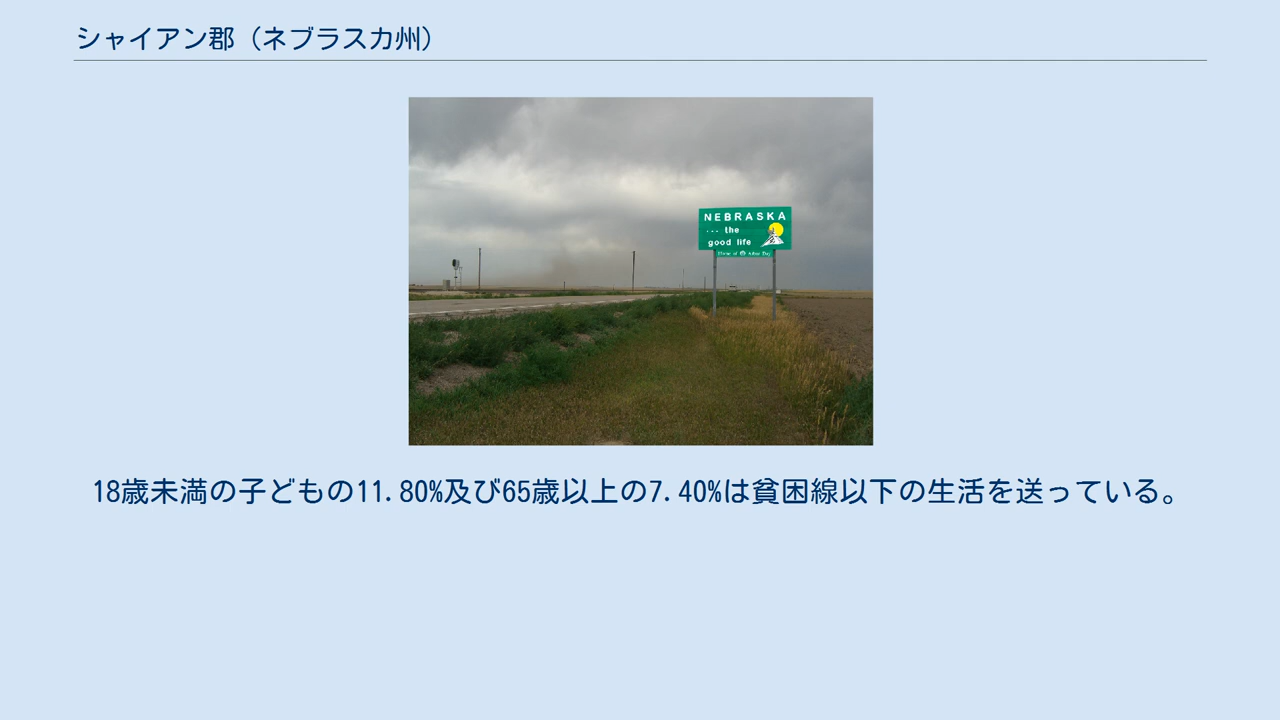 シャイアン郡（ネブラスカ州）
NEBRASKA
... the
good life
18歳未満の子どもの11.80%及び65歳以上の7.40%は貧困線以下の生活を送っている。